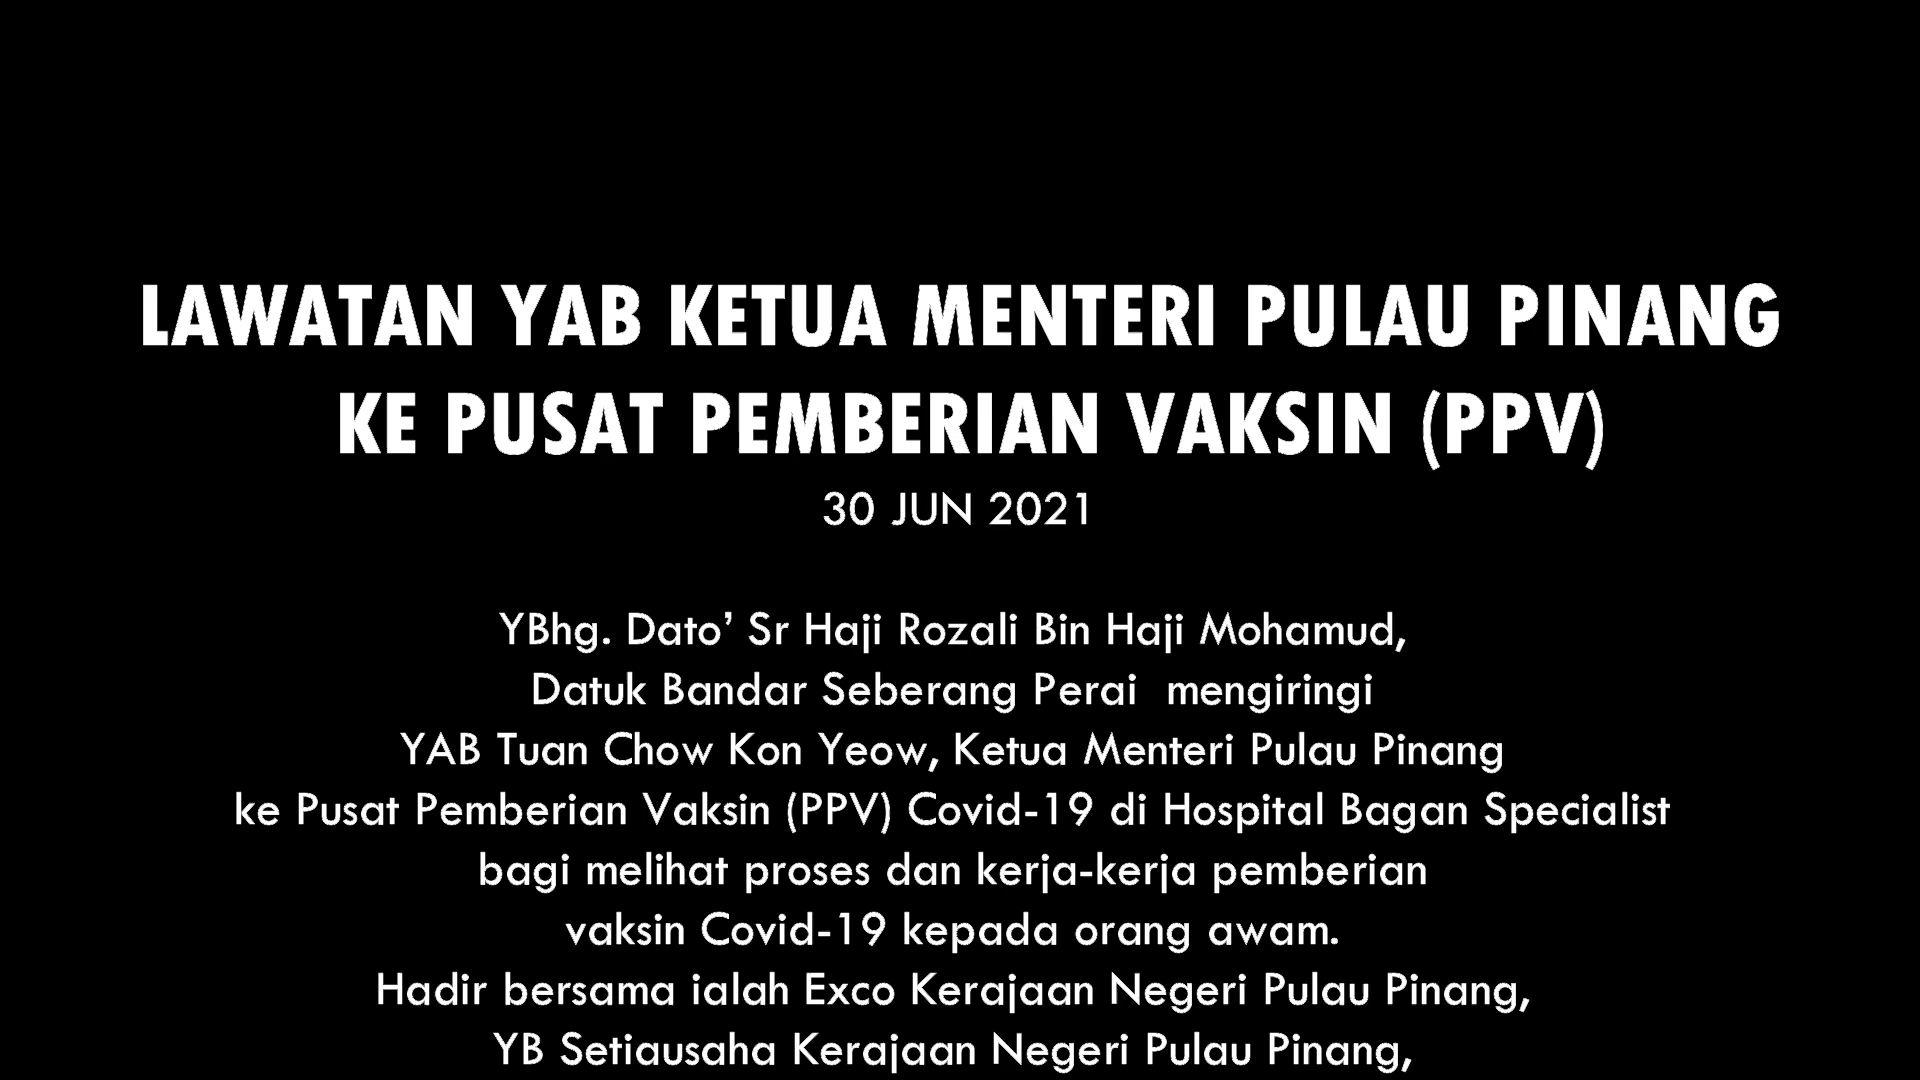 LAWATAN YAB KETUA MENTERI PULAU PINANG
KE PUSAT PEMBERIAN VAKSIN (PPV)
30 JUN 2021
YBhg. Dato’ Sr Haji Rozali Bin Haji Mohamud,
Datuk Bandar Seberang Perai mengiringi
YAB Tuan Chow Kon Yeow, Ketua Menteri Pulau Pinang
ke Pusat Pemberian Vaksin (PPV) Covid-19 di Hospital Bagan Specialist
bagi melihat proses dan kerja-kerja pemberian
vaksin Covid-19 kepada orang awam.
Hadir bersama ialah Exco Kerajaan Negeri Pulau Pinang,
YB Setiausaha Kerajaan Negeri Pulau Pinang,